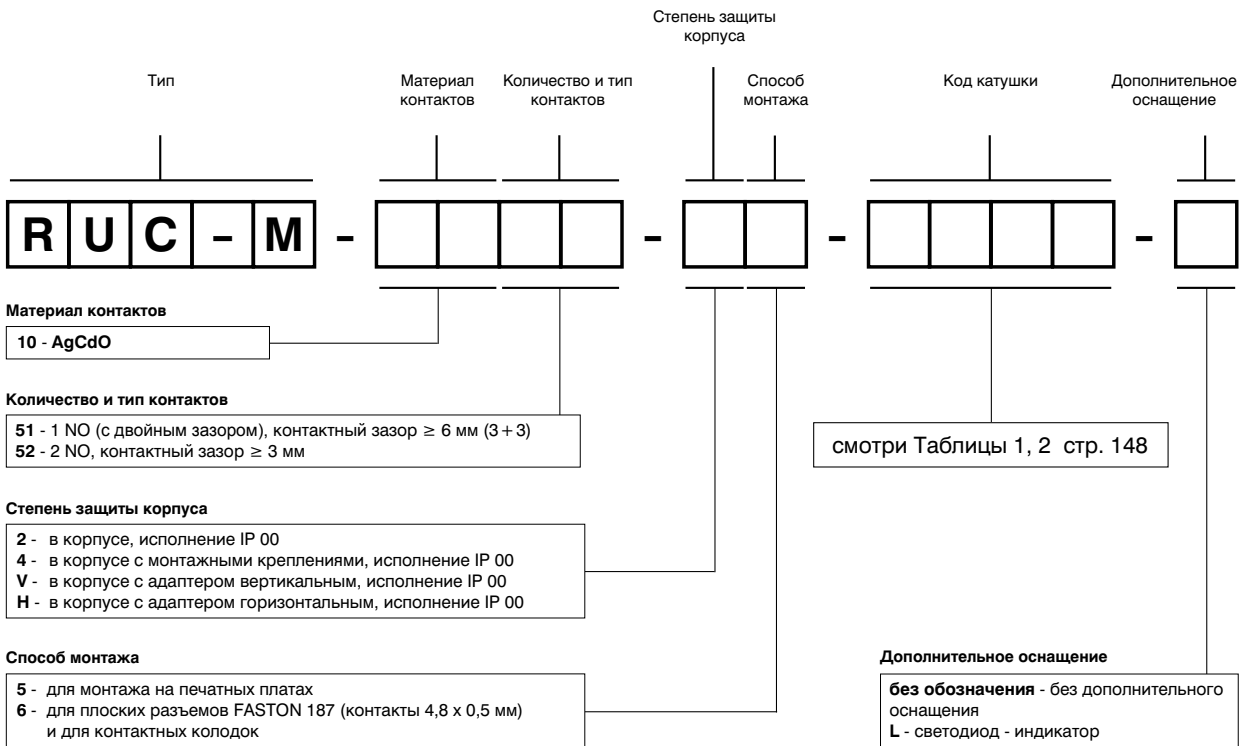 Степень защиты
корпуса
Тип
Материал
контактов
Количество и тип
контактов
Способ
монтажа
Код катушки
Дополнительное
оснащение
R U C - M - - - -
Материал контактов
10 - AgCdO
Количество и тип контактов
51 - 1 NO (с двойным зазором), контактный зазор ≥ 6 мм (3+3)
52 - 2 NO, контактный зазор ≥ 3 мм
смотри Таблицы 1, 2 стр. 148
Степень защиты корпуса
2 - в корпусе, исполнение IP 00
4 - в корпусе с монтажными креплениями, исполнение IP 00
V - в корпусе с адаптером вертикальным, исполнение IP 00
H - в корпусе с адаптером горизонтальным, исполнение IP 00
Способ монтажа
5 - для монтажа на печатных платах
6 - для плоских разъемов FASTON 187 (контакты 4,8 x 0,5 мм)
и для контактных колодок
Дополнительное оснащение
без обозначения - без дополнительного
оснащения
L - светодиод - индикатор